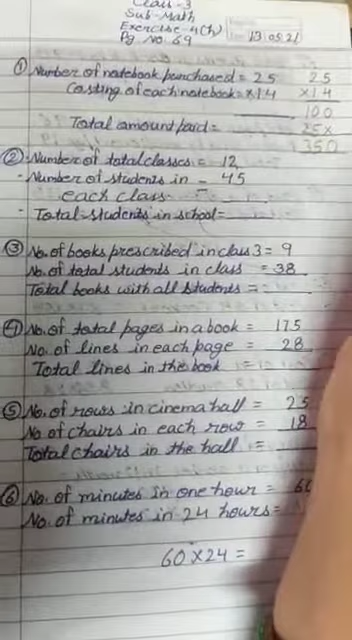 Class-3
Sub-Math
Exercise-4(h)
Pg. No. 69
13.05.21
① Number of notebook purchased = 25
Costing of each notebook = ×14
25
×14
100
25×
350
Total amount paid =
② Number of total classes = 12
- Number of students in - 45
each class -
- Total students in school =
③ No. of books prescribed in class 3 = 9
No. of total students in class = 38
Total books with all students =
④ No. of total pages in a book = 175
No. of lines in each page = 28
Total lines in the book =
⑤ No. of rows in cinema hall = 25
No of chairs in each row = 18
Total chairs in the hall =
⑥ No. of minutes in one hour = 60
No. of minutes in 24 hours =
60×24 =